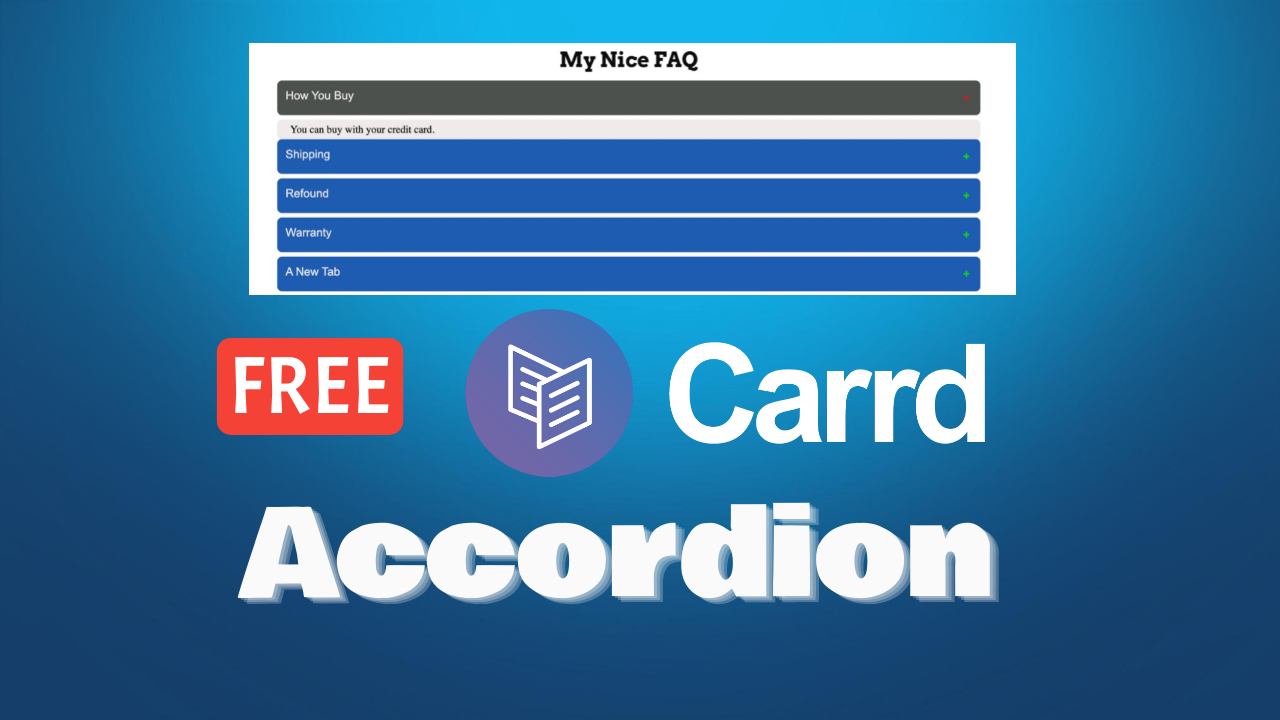 My Nice FAQ
How You Buy
You can buy with your credit card.
Shipping +
Refound +
Warranty +
A New Tab +
FREE
Carrd
Accordion